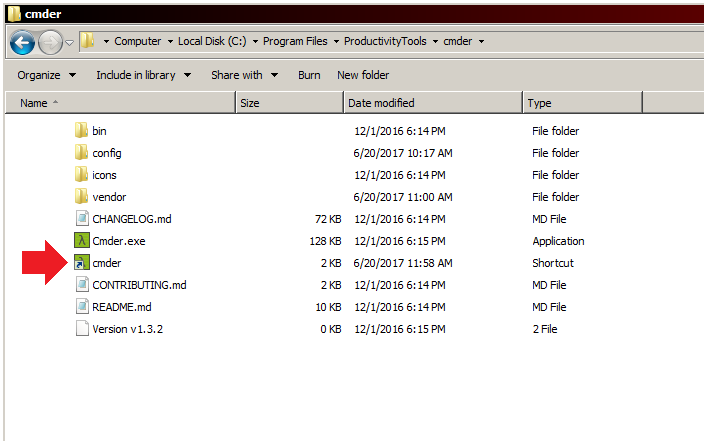 cmder
Computer Local Disk (C:) Program Files ProductivityTools cmder
Organize Include in library Share with Burn New folder
Name Size Date modified Type
bin 12/1/2016 6:14 PM File folder
config 6/20/2017 10:17 AM File folder
icons 12/1/2016 6:14 PM File folder
vendor 6/20/2017 11:00 AM File folder
CHANGELOG.md 72 KB 12/1/2016 6:14 PM MD File
Cmder.exe 128 KB 12/1/2016 6:15 PM Application
cmder 2 KB 6/20/2017 11:58 AM Shortcut
CONTRIBUTING.md 2 KB 12/1/2016 6:14 PM MD File
README.md 10 KB 12/1/2016 6:14 PM MD File
Version v1.3.2 0 KB 12/1/2016 6:15 PM 2 File